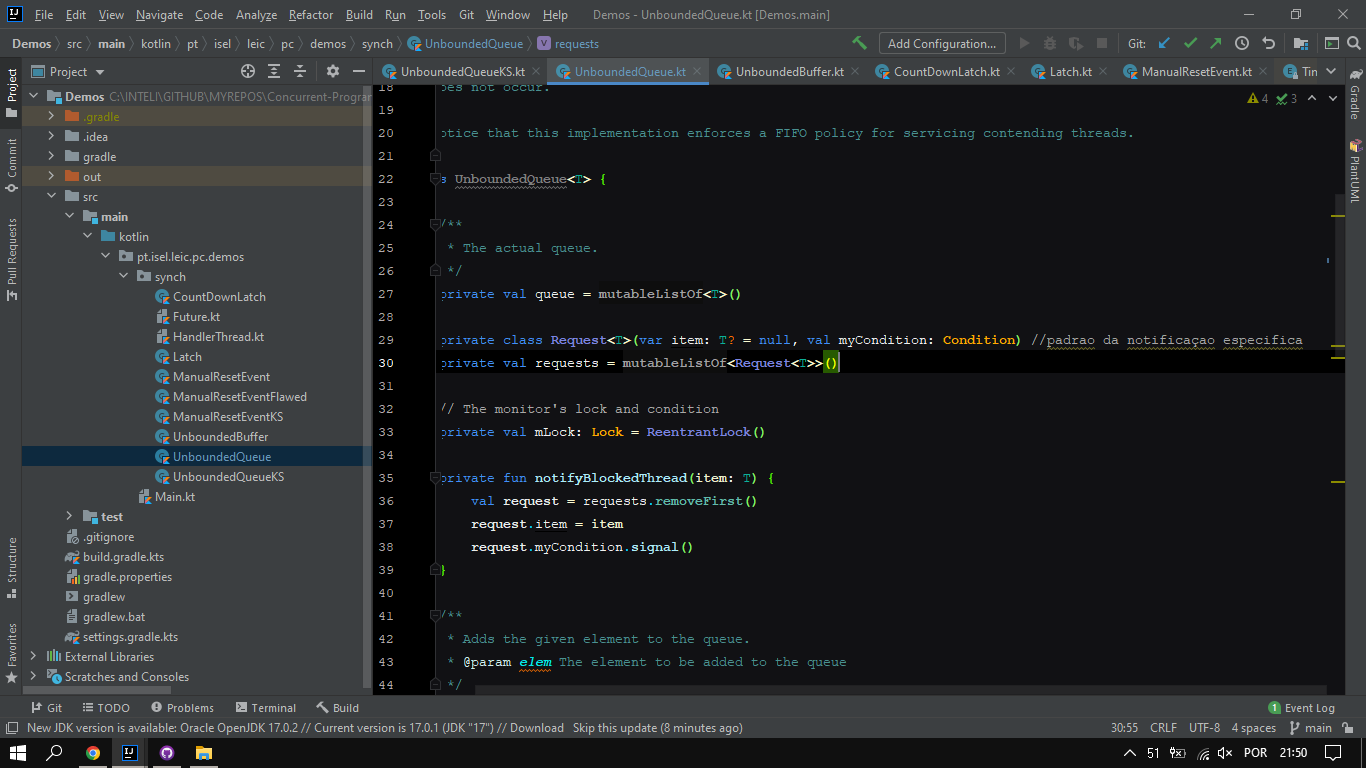 File Edit View Navigate Code Analyze Refactor Build Run Tools Git Window Help Demos - UnboundedQueue.kt [Demos.main]
Demos src main kotlin pt isel leic pc demos synch UnboundedQueue requests Add Configuration... Git:
Project
UnboundedQueueKS.kt UnboundedQueue.kt UnboundedBuffer.kt CountDownLatch.kt Latch.kt ManualResetEvent.kt Tin
Project
Commit
Pull Requests
Structure
Favorites
Demos C:\INTELI\GITHUB\MYREPOS\Concurrent-Progra
.gradle
.idea
gradle
out
src
main
kotlin
pt.isel.leic.pc.demos
synch
CountDownLatch
Future.kt
HandlerThread.kt
Latch
ManualResetEvent
ManualResetEventFlawed
ManualResetEventKS
UnboundedBuffer
UnboundedQueue
UnboundedQueueKS
Main.kt
test
.gitignore
build.gradle.kts
gradle.properties
gradlew
gradlew.bat
settings.gradle.kts
External Libraries
Scratches and Consoles
4 3
18 oes not occur.
19
20 otice that this implementation enforces a FIFO policy for servicing contending threads.
21
22 s UnboundedQueue<T> {
23
24 /**
25 * The actual queue.
26 */
27 private val queue = mutableListOf<T>()
28
29 private class Request<T>(var item: T? = null, val myCondition: Condition) //padrao da notificaçao especifica
30 private val requests = mutableListOf<Request<T>>()
31
32 // The monitor's lock and condition
33 private val mLock: Lock = ReentrantLock()
34
35 private fun notifyBlockedThread(item: T) {
36 val request = requests.removeFirst()
37 request.item = item
38 request.myCondition.signal()
39 }
40
41 /**
42 * Adds the given element to the queue.
43 * @param elem The element to be added to the queue
44 */
Gradle
PlantUML
Git TODO Problems Terminal Build 1 Event Log
New JDK version is available: Oracle OpenJDK 17.0.2 // Current version is 17.0.1 (JDK "17") // Download Skip this update (8 minutes ago) 30:55 CRLF UTF-8 4 spaces main
51 POR 21:50